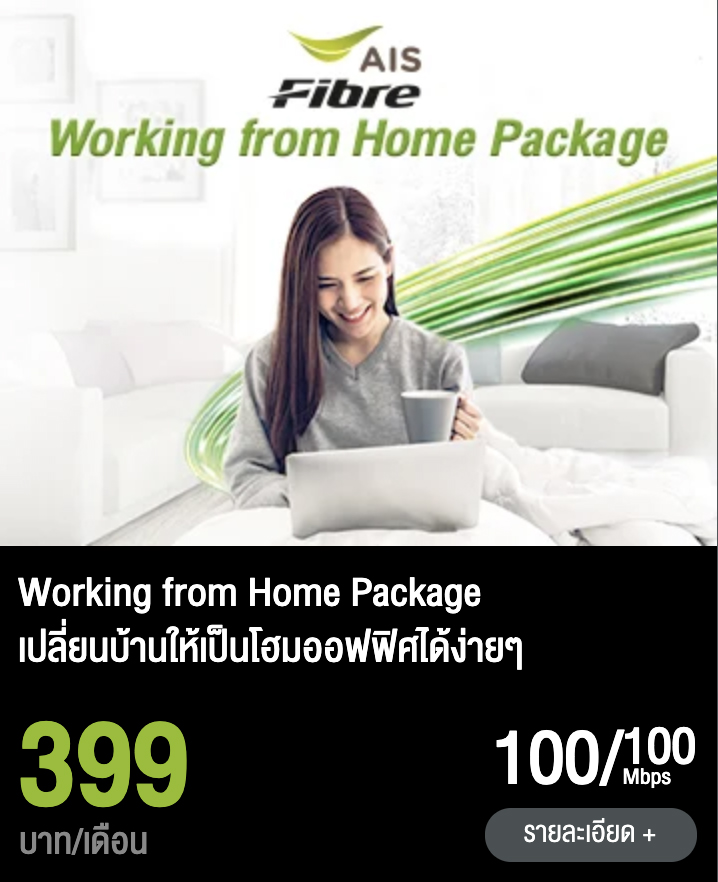 AIS
Fibre
Working from Home Package
Working from Home Package
เปลี่ยนบ้านให้เป็นโฮมออฟฟิศได้ง่ายๆ
399
บาท/เดือน
100/100
Mbps
รายละเอียด +